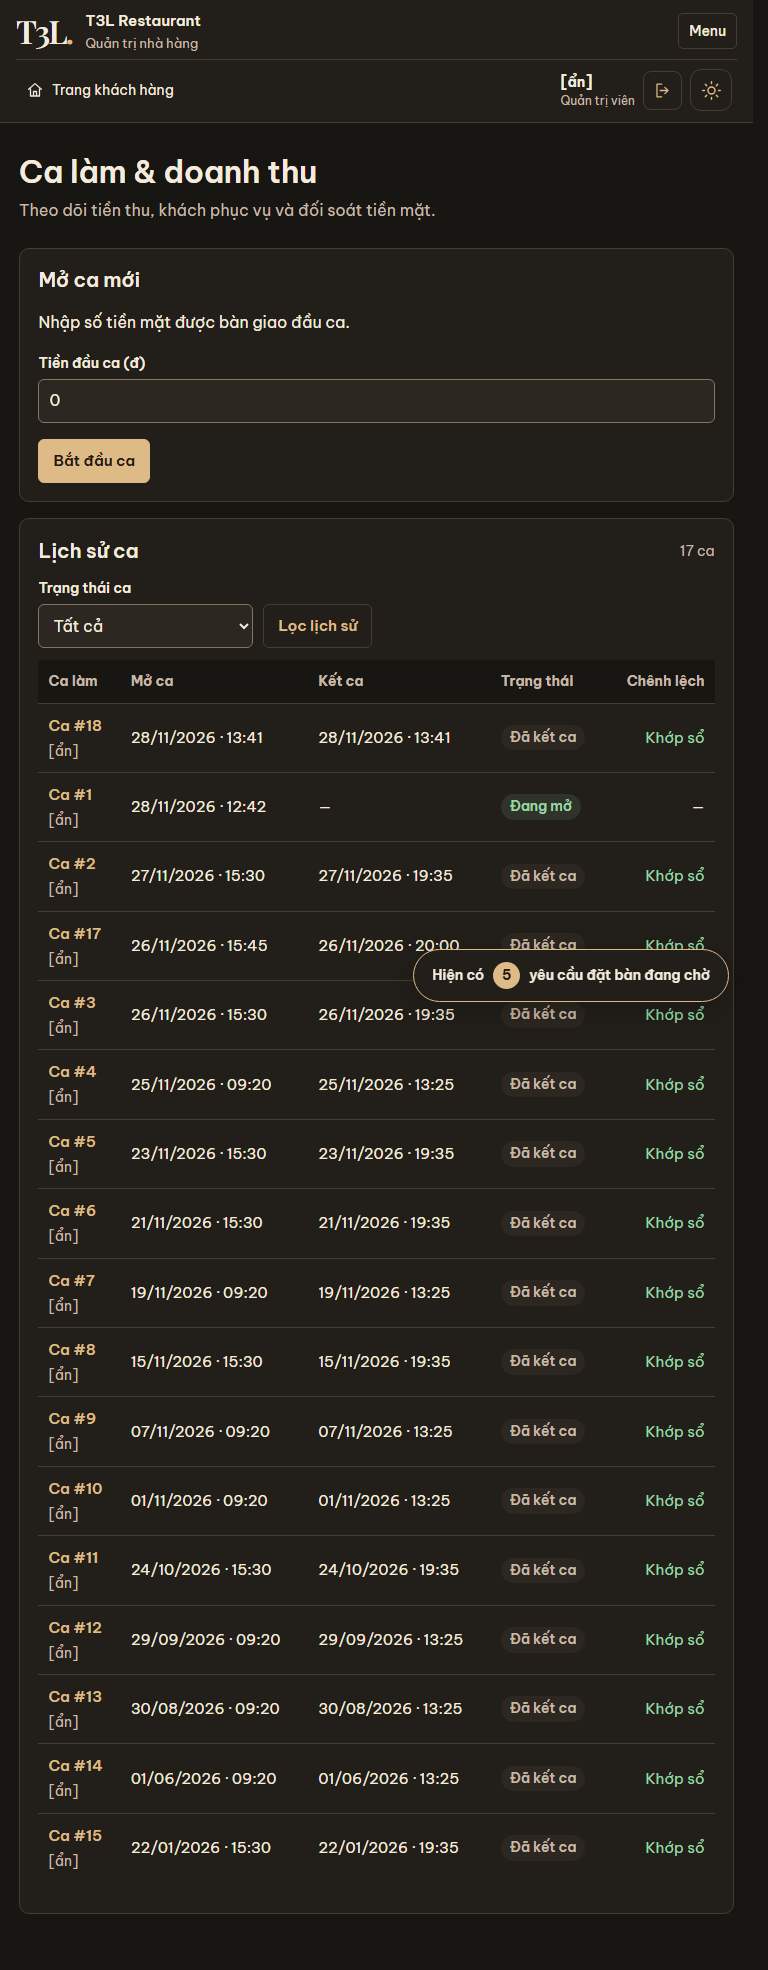 T3L.
T3L Restaurant
Quản trị nhà hàng
Menu
Trang khách hàng
[ẩn]
Quản trị viên
Ca làm & doanh thu
Theo dõi tiền thu, khách phục vụ và đối soát tiền mặt.
Mở ca mới
Nhập số tiền mặt được bàn giao đầu ca.
Tiền đầu ca (đ)
0
Bắt đầu ca
Lịch sử ca
17 ca
Trạng thái ca
Tất cả
Lọc lịch sử
Ca làm Mở ca Kết ca Trạng thái Chênh lệch
Ca #18
[ẩn]
28/11/2026 · 13:41 28/11/2026 · 13:41 Đã kết ca Khớp sổ
Ca #1
[ẩn]
28/11/2026 · 12:42 — Đang mở —
Ca #2
[ẩn]
27/11/2026 · 15:30 27/11/2026 · 19:35 Đã kết ca Khớp sổ
Ca #17
[ẩn]
26/11/2026 · 15:45 26/11/2026 · 20:00 Đã kết ca Khớp sổ
Hiện có 5 yêu cầu đặt bàn đang chờ
Ca #3
[ẩn]
26/11/2026 · 15:30 26/11/2026 · 19:35 Đã kết ca Khớp sổ
Ca #4
[ẩn]
25/11/2026 · 09:20 25/11/2026 · 13:25 Đã kết ca Khớp sổ
Ca #5
[ẩn]
23/11/2026 · 15:30 23/11/2026 · 19:35 Đã kết ca Khớp sổ
Ca #6
[ẩn]
21/11/2026 · 15:30 21/11/2026 · 19:35 Đã kết ca Khớp sổ
Ca #7
[ẩn]
19/11/2026 · 09:20 19/11/2026 · 13:25 Đã kết ca Khớp sổ
Ca #8
[ẩn]
15/11/2026 · 15:30 15/11/2026 · 19:35 Đã kết ca Khớp sổ
Ca #9
[ẩn]
07/11/2026 · 09:20 07/11/2026 · 13:25 Đã kết ca Khớp sổ
Ca #10
[ẩn]
01/11/2026 · 09:20 01/11/2026 · 13:25 Đã kết ca Khớp sổ
Ca #11
[ẩn]
24/10/2026 · 15:30 24/10/2026 · 19:35 Đã kết ca Khớp sổ
Ca #12
[ẩn]
29/09/2026 · 09:20 29/09/2026 · 13:25 Đã kết ca Khớp sổ
Ca #13
[ẩn]
30/08/2026 · 09:20 30/08/2026 · 13:25 Đã kết ca Khớp sổ
Ca #14
[ẩn]
01/06/2026 · 09:20 01/06/2026 · 13:25 Đã kết ca Khớp sổ
Ca #15
[ẩn]
22/01/2026 · 15:30 22/01/2026 · 19:35 Đã kết ca Khớp sổ